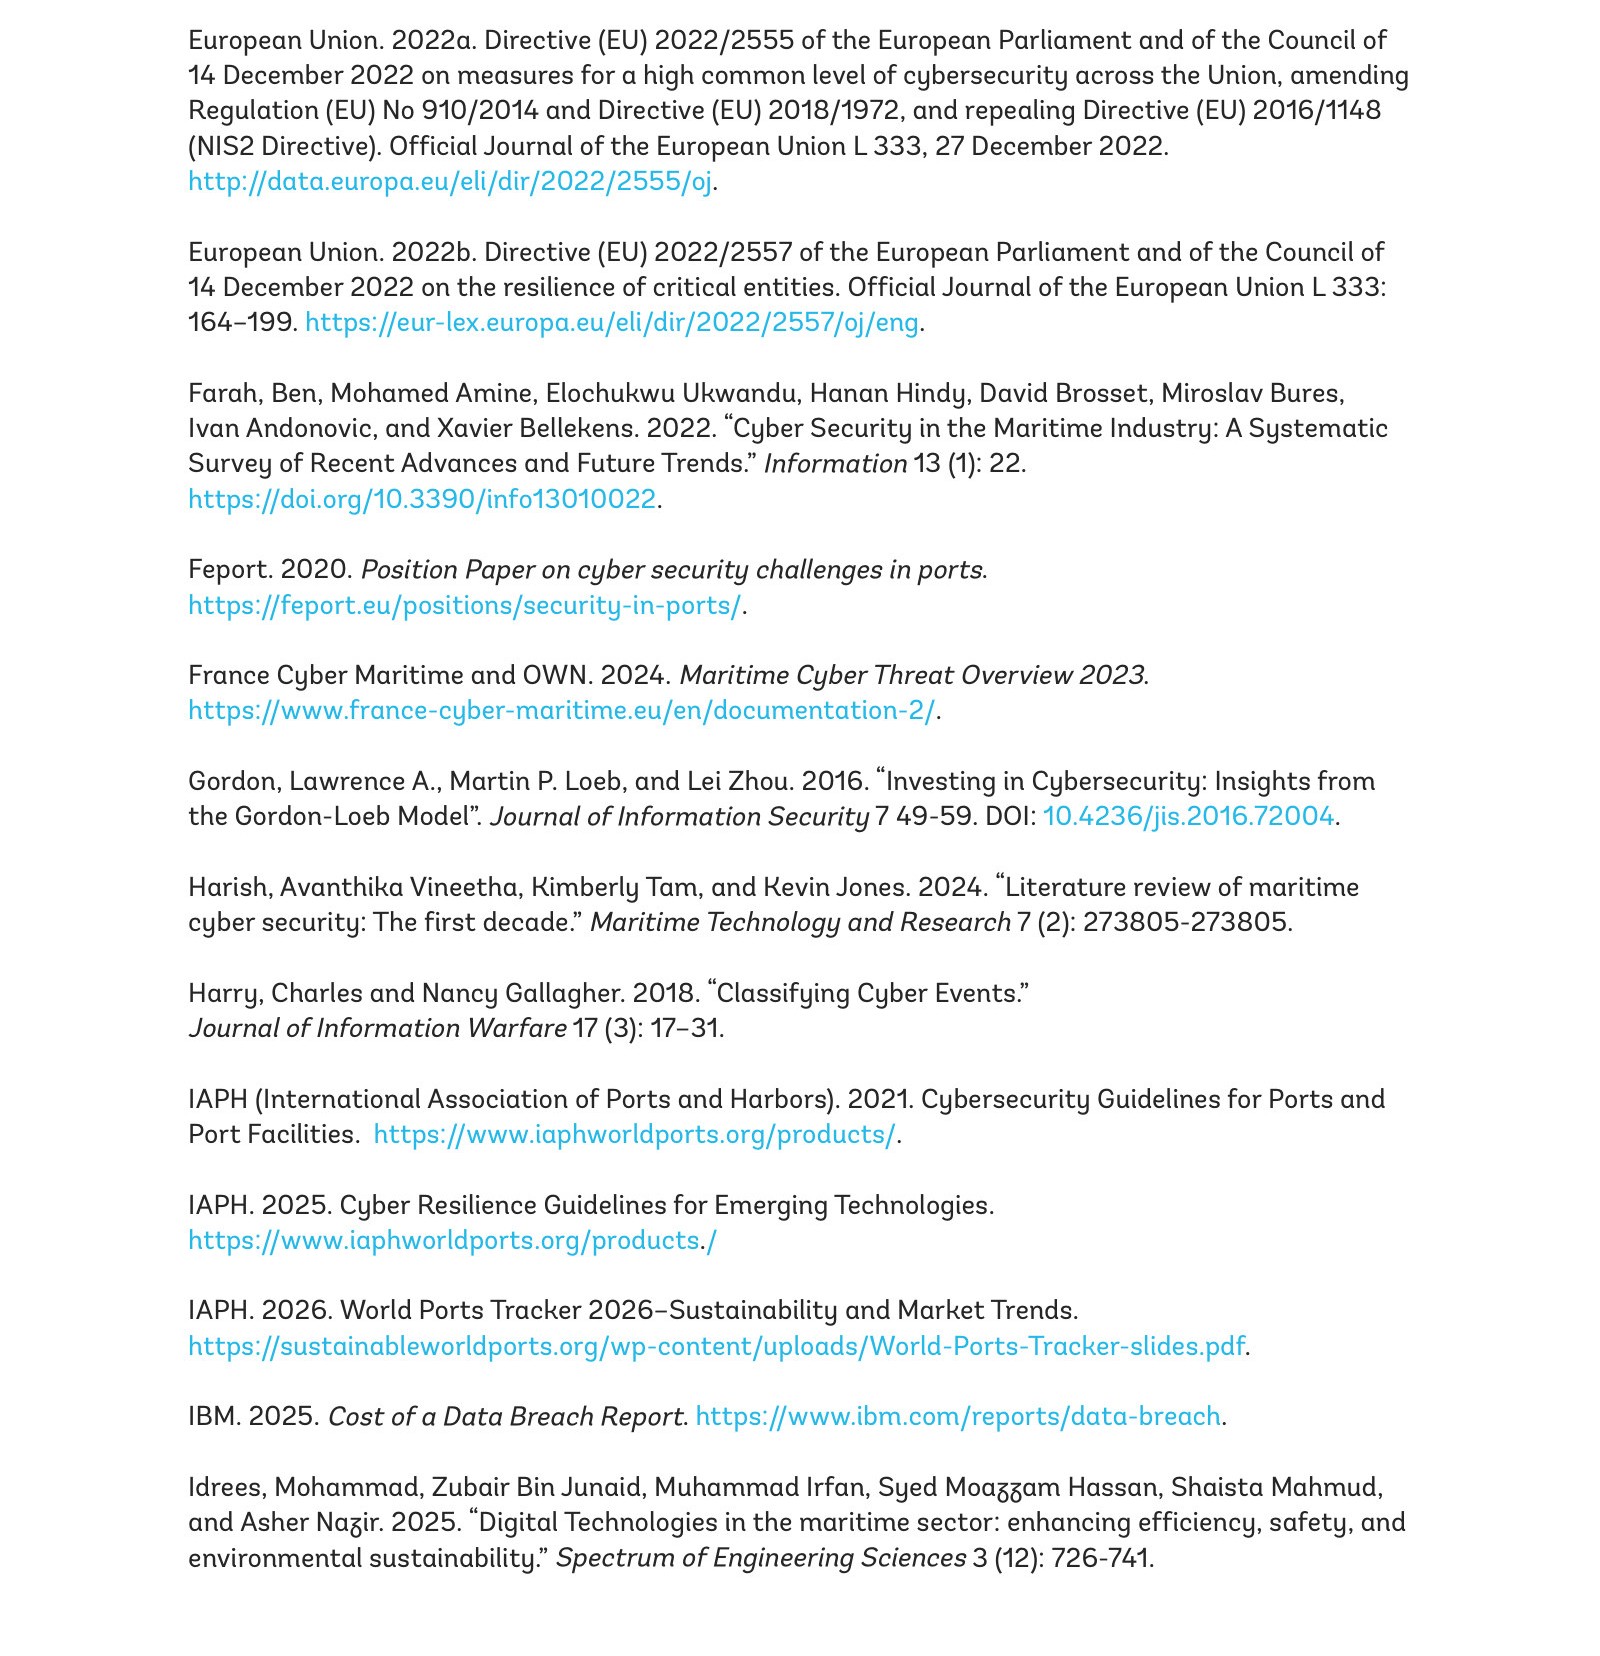 European Union. 2022a. Directive (EU) 2022/2555 of the European Parliament and of the Council of
14 December 2022 on measures for a high common level of cybersecurity across the Union, amending
Regulation (EU) No 910/2014 and Directive (EU) 2018/1972, and repealing Directive (EU) 2016/1148
(NIS2 Directive). Official Journal of the European Union L 333, 27 December 2022.
http://data.europa.eu/eli/dir/2022/2555/oj.
European Union. 2022b. Directive (EU) 2022/2557 of the European Parliament and of the Council of
14 December 2022 on the resilience of critical entities. Official Journal of the European Union L 333:
164–199. https://eur-lex.europa.eu/eli/dir/2022/2557/oj/eng.
Farah, Ben, Mohamed Amine, Elochukwu Ukwandu, Hanan Hindy, David Brosset, Miroslav Bures,
Ivan Andonovic, and Xavier Bellekens. 2022. “Cyber Security in the Maritime Industry: A Systematic
Survey of Recent Advances and Future Trends.” Information 13 (1): 22.
https://doi.org/10.3390/info13010022.
Feport. 2020. Position Paper on cyber security challenges in ports.
https://feport.eu/positions/security-in-ports/.
France Cyber Maritime and OWN. 2024. Maritime Cyber Threat Overview 2023.
https://www.france-cyber-maritime.eu/en/documentation-2/.
Gordon, Lawrence A., Martin P. Loeb, and Lei Zhou. 2016. “Investing in Cybersecurity: Insights from
the Gordon-Loeb Model”. Journal of Information Security 7 49-59. DOI: 10.4236/jis.2016.72004.
Harish, Avanthika Vineetha, Kimberly Tam, and Kevin Jones. 2024. “Literature review of maritime
cyber security: The first decade.” Maritime Technology and Research 7 (2): 273805-273805.
Harry, Charles and Nancy Gallagher. 2018. “Classifying Cyber Events.”
Journal of Information Warfare 17 (3): 17–31.
IAPH (International Association of Ports and Harbors). 2021. Cybersecurity Guidelines for Ports and
Port Facilities. https://www.iaphworldports.org/products/.
IAPH. 2025. Cyber Resilience Guidelines for Emerging Technologies.
https://www.iaphworldports.org/products./
IAPH. 2026. World Ports Tracker 2026–Sustainability and Market Trends.
https://sustainableworldports.org/wp-content/uploads/World-Ports-Tracker-slides.pdf.
IBM. 2025. Cost of a Data Breach Report. https://www.ibm.com/reports/data-breach.
Idrees, Mohammad, Zubair Bin Junaid, Muhammad Irfan, Syed Moazzam Hassan, Shaista Mahmud,
and Asher Nazir. 2025. “Digital Technologies in the maritime sector: enhancing efficiency, safety, and
environmental sustainability.” Spectrum of Engineering Sciences 3 (12): 726-741.